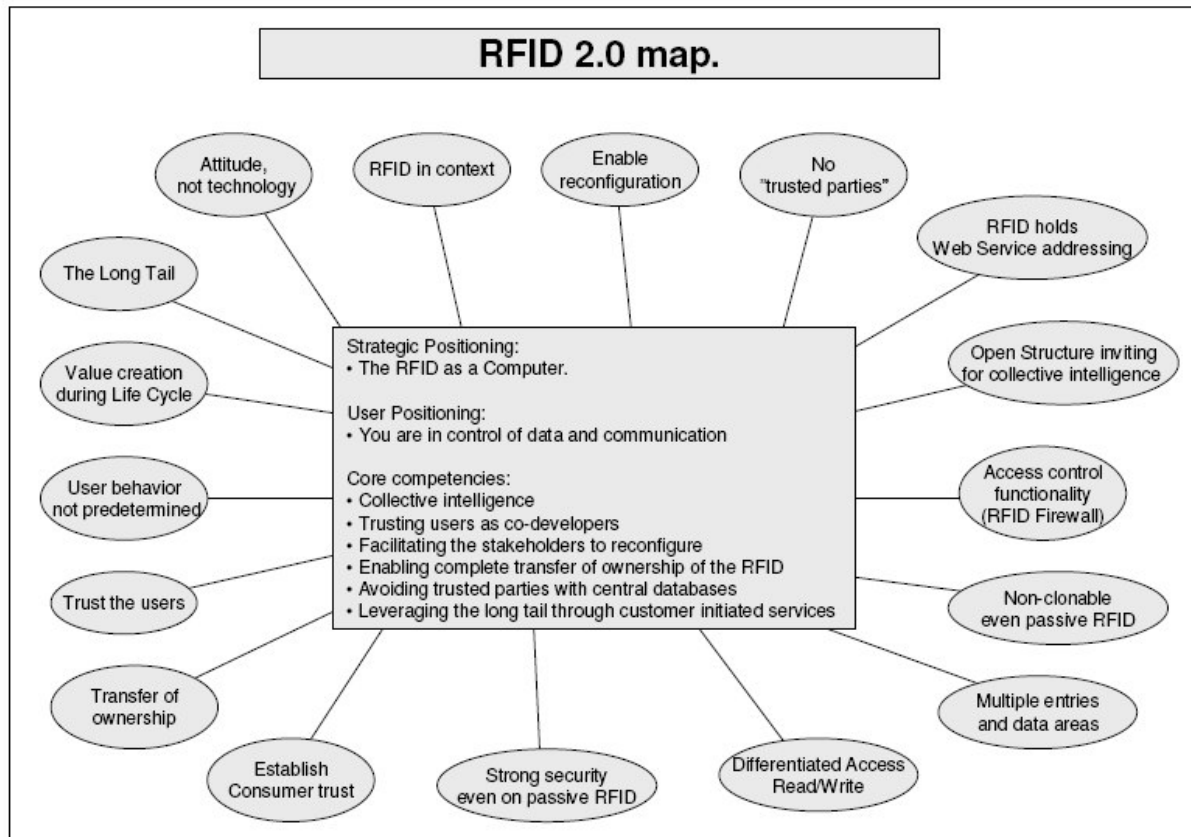 RFID 2.0 map.
Attitude,
not technology
RFID in context
Enable
reconfiguration
No
"trusted parties”
RFID holds
Web Service addressing
The Long Tail
Open Structure inviting
for collective intelligence
Value creation
during Life Cycle
Access control
functionality
(RFID Firewall)
User behavior
not predetermined
Non-clonable
even passive RFID
Trust the users
Multiple entries
and data areas
Transfer of
ownership
Establish
Consumer trust
Strong security
even on passive RFID
Differentiated Access
Read/Write
Strategic Positioning:
• The RFID as a Computer.
User Positioning:
• You are in control of data and communication
Core competencies:
• Collective intelligence
• Trusting users as co-developers
• Facilitating the stakeholders to reconfigure
• Enabling complete transfer of ownership of the RFID
• Avoiding trusted parties with central databases
• Leveraging the long tail through customer initiated services